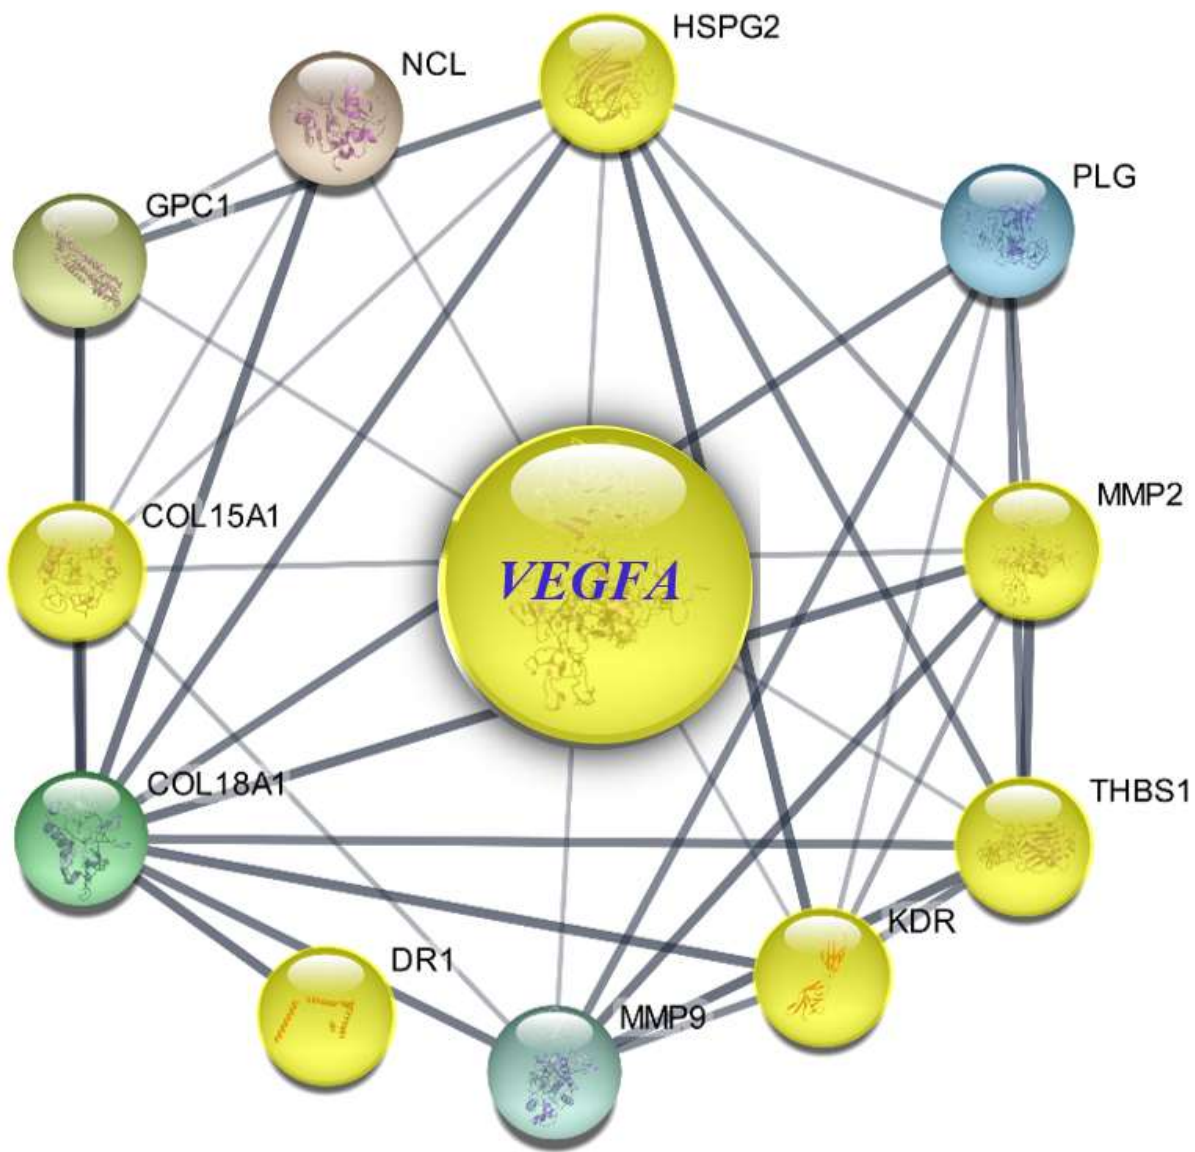 HSPG2
NCL
PLG
GPC1
MMP2
COL15A1
VEGFA
COL18A1
THBS1
KDR
DR1
MMP9